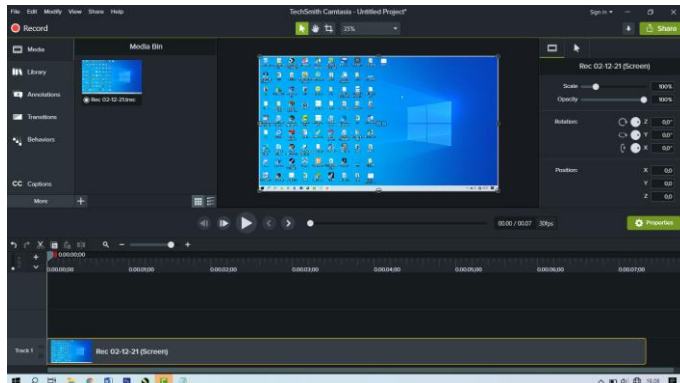 File Edit Modify View Share Help
TechSmith Camtasia - Untitled Project*
Sign In
Record
25%
Share
Media
Library
Annotations
Transitions
Behaviors
CC Captions
More
Media Bin
Rec 02-12-21.trec
Rec 02-12-21 (Screen)
Scale 100%
Opacity 100%
Rotation: Z 0,0°
Y 0,0°
X 0,0°
Position: X 0,0
Y 0,0
Z 0,0
00:00 / 00:07 30fps
Properties
0:00:00;00
0:00:00;00 0:00:01;00 0:00:02;00 0:00:03;00 0:00:04;00 0:00:05;00 0:00:06;00 0:00:07;00
Track 1
Rec 02-12-21 (Screen)